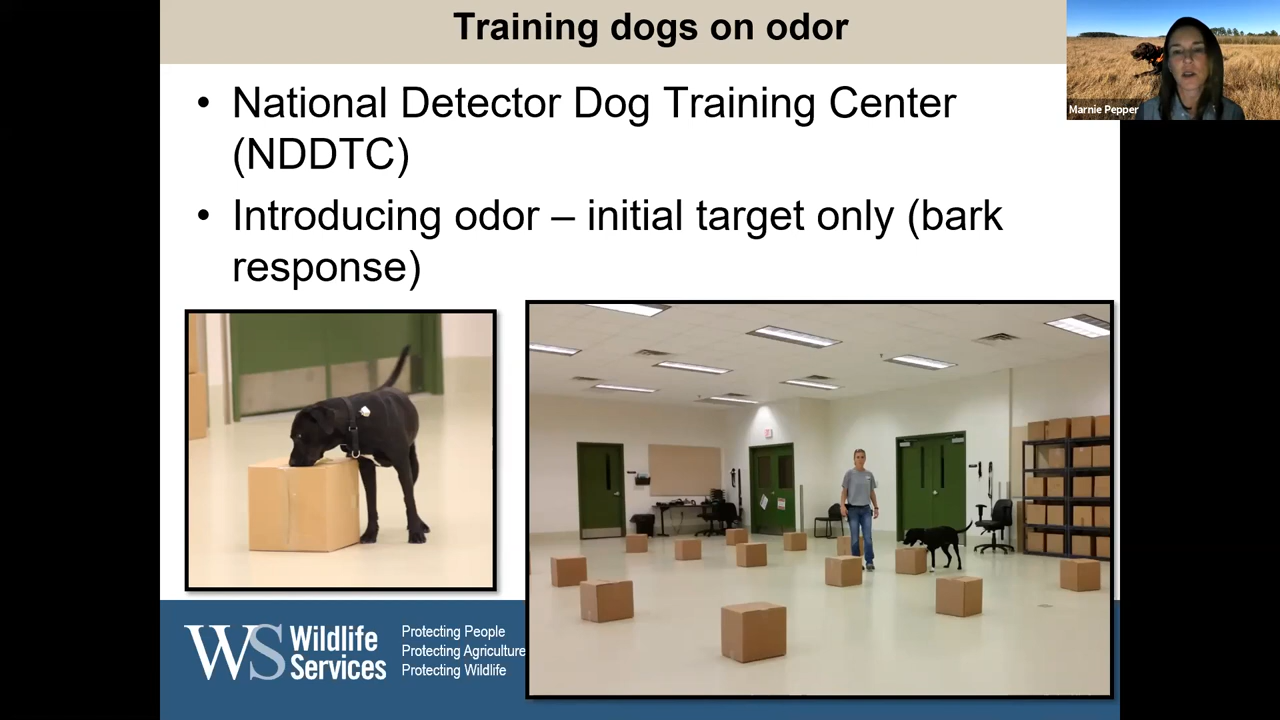 Training dogs on odor
Marnie Pepper
• National Detector Dog Training Center
(NDDTC)
• Introducing odor – initial target only (bark
response)
WS Wildlife
Services
Protecting People
Protecting Agriculture
Protecting Wildlife